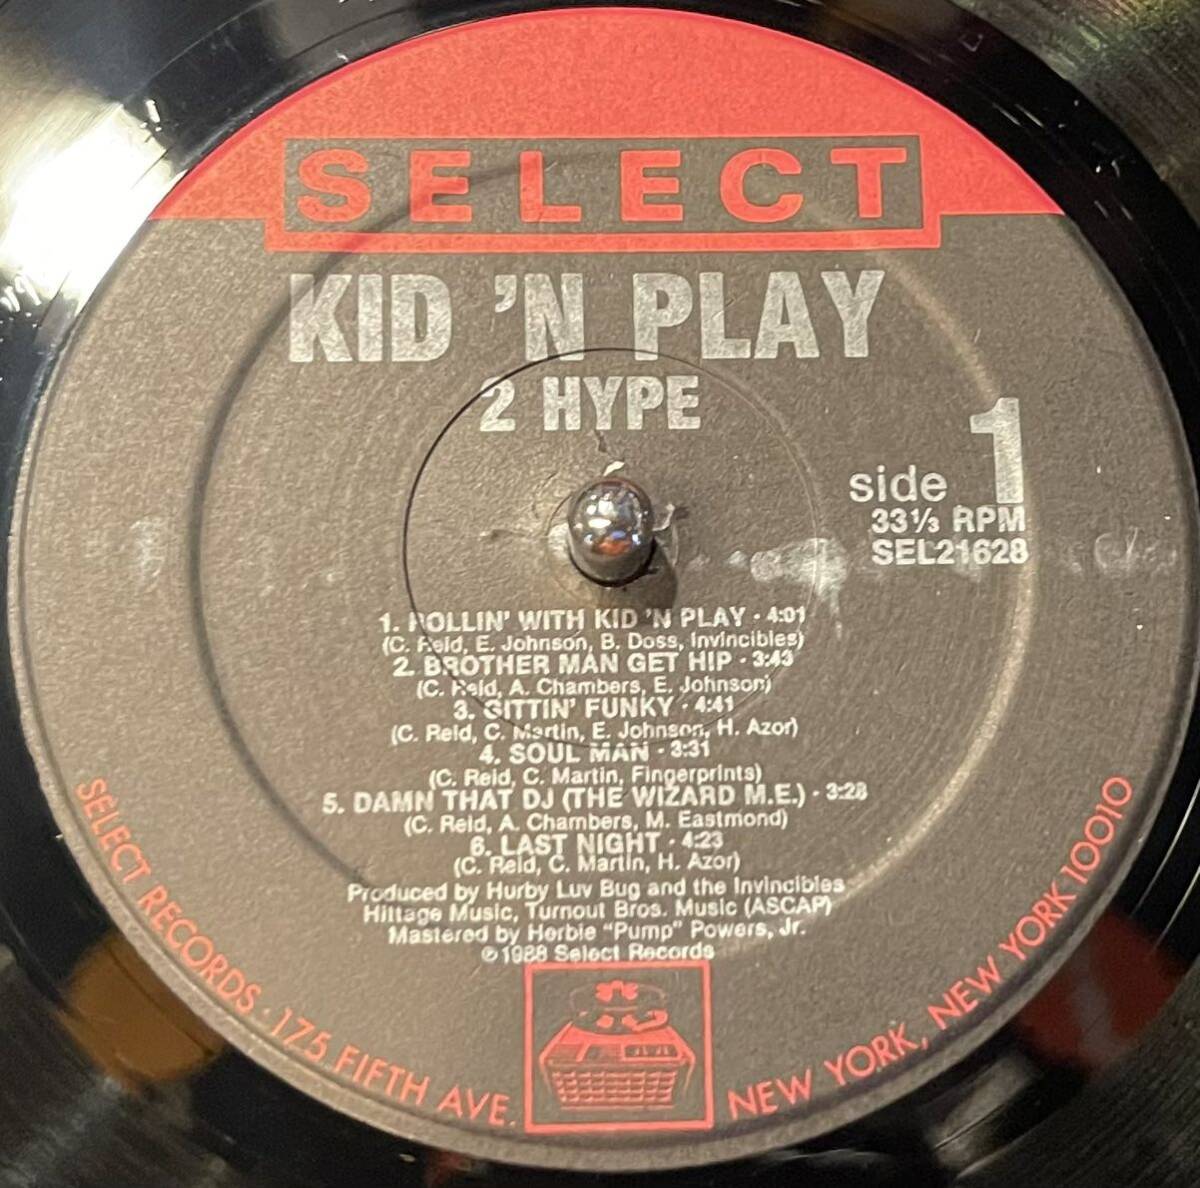 SELECT
KID 'N PLAY
2 HYPE
side 1
33⅓ RPM
SEL21628
1. ROLLIN' WITH KID 'N PLAY · 4:01
(C. Reid, E. Johnson, B. Doss, Invincibles)
2. BROTHER MAN GET HIP · 3:43
(C. Reid, A. Chambers, E. Johnson)
3. GITTIN' FUNKY · 4:41
(C. Reid, C. Martin, E. Johnson, H. Azor)
4. SOUL MAN · 3:31
(C. Reid, C. Martin, Fingerprints)
5. DAMN THAT DJ (THE WIZARD M.E.) · 3:28
(C. Reid, A. Chambers, M. Eastmond)
6. LAST NIGHT · 4:23
(C. Reid, C. Martin, H. Azor)
Produced by Hurby Luv Bug and the Invincibles
Hittage Music, Turnout Bros. Music (ASCAP)
Mastered by Herbie "Pump" Powers, Jr.
℗1988 Select Records
SELECT RECORDS · 175 FIFTH AVE. NEW YORK, NEW YORK 10010